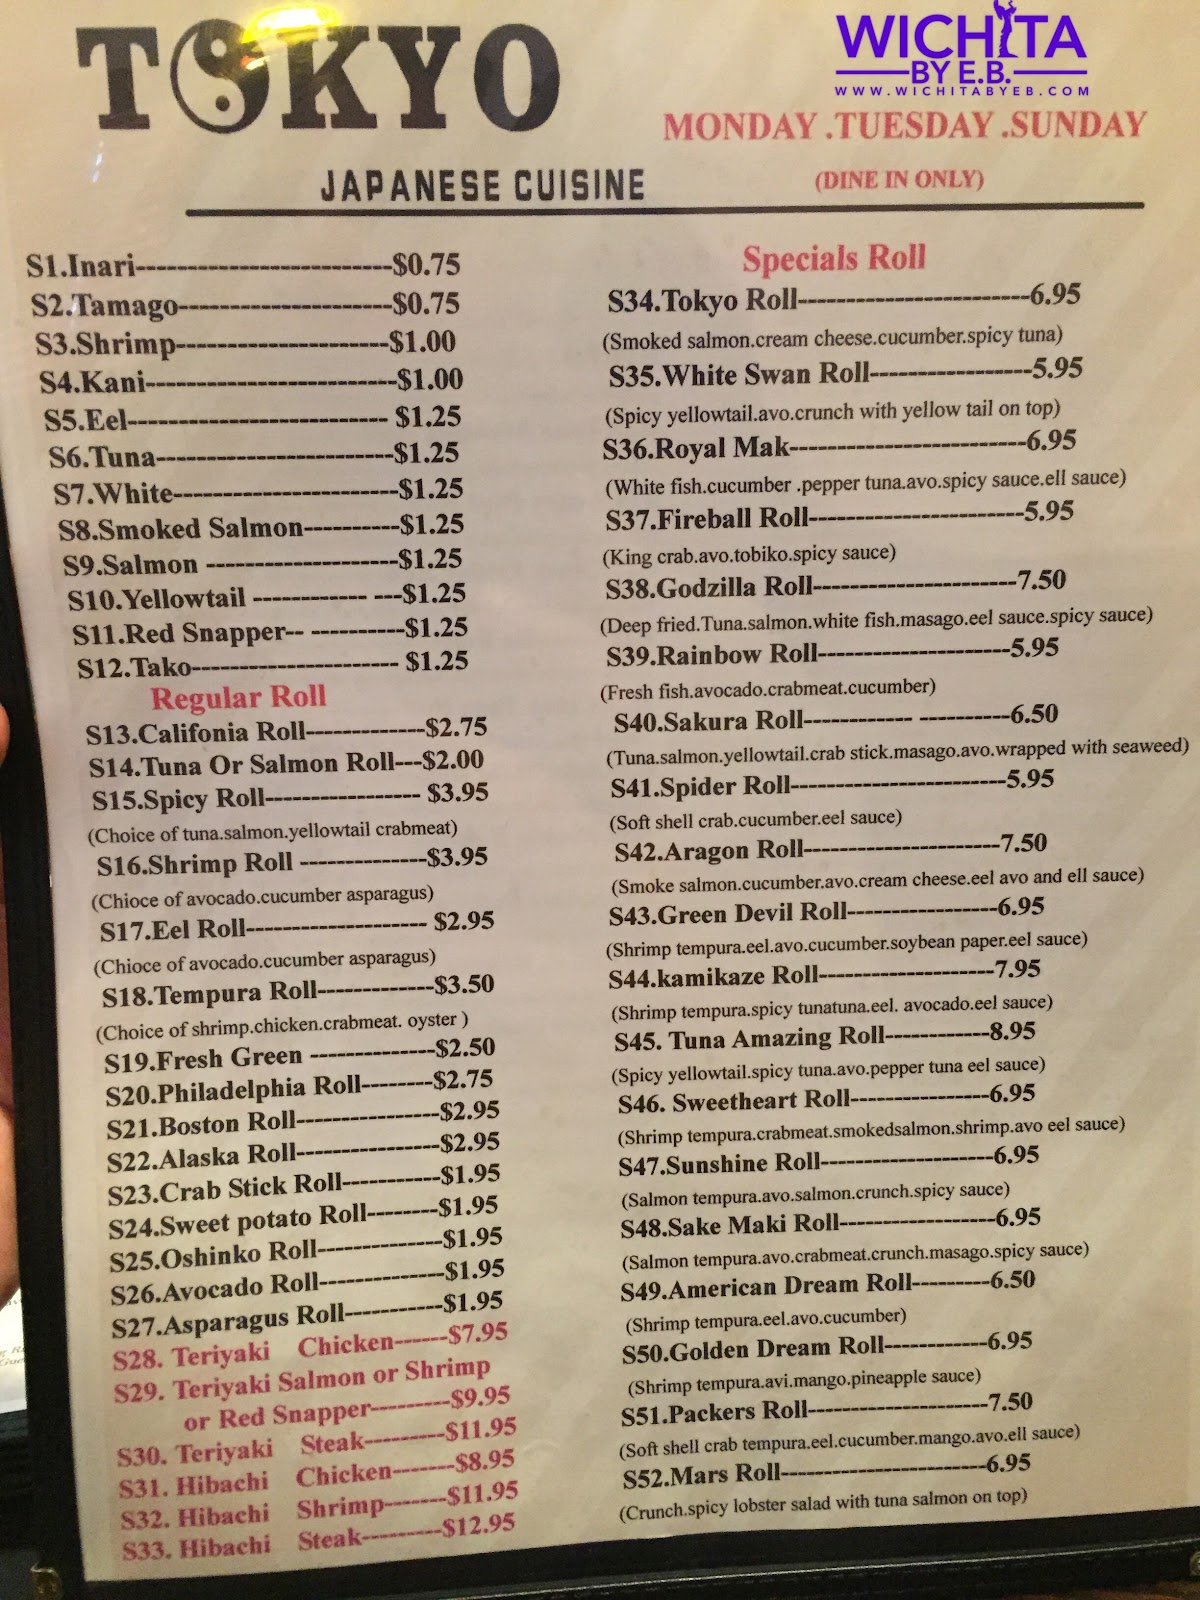 TOKYO
WICHITA
BY E.B.
WWW.WICHITABYEB.COM
MONDAY .TUESDAY .SUNDAY
JAPANESE CUISINE
(DINE IN ONLY)
S1.Inari--------------------------$0.75
S2.Tamago----------------------$0.75
S3.Shrimp----------------------$1.00
S4.Kani--------------------------$1.00
S5.Eel--------------------------- $1.25
S6.Tuna-------------------------$1.25
S7.White-----------------------$1.25
S8.Smoked Salmon----------$1.25
S9.Salmon --------------------$1.25
S10.Yellowtail ------------ ---$1.25
S11.Red Snapper-- ----------$1.25
S12.Tako---------------------- $1.25
Regular Roll
S13.Califonia Roll-------------$2.75
S14.Tuna Or Salmon Roll---$2.00
S15.Spicy Roll---------------- $3.95
(Choice of tuna.salmon.yellowtail crabmeat)
S16.Shrimp Roll --------------$3.95
(Chioce of avocado.cucumber asparagus)
S17.Eel Roll------------------- $2.95
(Chioce of avocado.cucumber asparagus)
S18.Tempura Roll-------------$3.50
(Choice of shrimp.chicken.crabmeat. oyster )
S19.Fresh Green --------------$2.50
S20.Philadelphia Roll--------$2.75
S21.Boston Roll----------------$2.95
S22.Alaska Roll----------------$2.95
S23.Crab Stick Roll-----------$1.95
S24.Sweet potato Roll--------$1.95
S25.Oshinko Roll--------------$1.95
S26.Avocado Roll--------------$1.95
S27.Asparagus Roll-----------$1.95
S28. Teriyaki Chicken------$7.95
S29. Teriyaki Salmon or Shrimp
or Red Snapper---------$9.95
S30. Teriyaki Steak---------$11.95
S31. Hibachi Chicken-------$8.95
S32. Hibachi Shrimp-------$11.95
S33. Hibachi Steak---------$12.95
Specials Roll
S34.Tokyo Roll------------------------6.95
(Smoked salmon.cream cheese.cucumber.spicy tuna)
S35.White Swan Roll-----------------5.95
(Spicy yellowtail.avo.crunch with yellow tail on top)
S36.Royal Mak-------------------------6.95
(White fish.cucumber .pepper tuna.avo.spicy sauce.ell sauce)
S37.Fireball Roll-----------------------5.95
(King crab.avo.tobiko.spicy sauce)
S38.Godzilla Roll----------------------7.50
(Deep fried.Tuna.salmon.white fish.masago.eel sauce.spicy sauce)
S39.Rainbow Roll---------------------5.95
(Fresh fish.avocado.crabmeat.cucumber)
S40.Sakura Roll------------ ----------6.50
(Tuna.salmon.yellowtail.crab stick.masago.avo.wrapped with seaweed)
S41.Spider Roll------------------------5.95
(Soft shell crab.cucumber.eel sauce)
S42.Aragon Roll----------------------7.50
(Smoke salmon.cucumber.avo.cream cheese.eel avo and ell sauce)
S43.Green Devil Roll-----------------6.95
(Shrimp tempura.eel.avo.cucumber.soybean paper.eel sauce)
S44.kamikaze Roll--------------------7.95
(Shrimp tempura.spicy tunatuna.eel. avocado.eel sauce)
S45. Tuna Amazing Roll------------8.95
(Spicy yellowtail.spicy tuna.avo.pepper tuna eel sauce)
S46. Sweetheart Roll----------------6.95
(Shrimp tempura.crabmeat.smokedsalmon.shrimp.avo eel sauce)
S47.Sunshine Roll--------------------6.95
(Salmon tempura.avo.salmon.crunch.spicy sauce)
S48.Sake Maki Roll------------------6.95
(Salmon tempura.avo.crabmeat.crunch.masago.spicy sauce)
S49.American Dream Roll---------6.50
(Shrimp tempura.eel.avo.cucumber)
S50.Golden Dream Roll------------6.95
(Shrimp tempura.avi.mango.pineapple sauce)
S51.Packers Roll---------------------7.50
(Soft shell crab tempura.eel.cucumber.mango.avo.ell sauce)
S52.Mars Roll------------------------6.95
(Crunch.spicy lobster salad with tuna salmon on top)